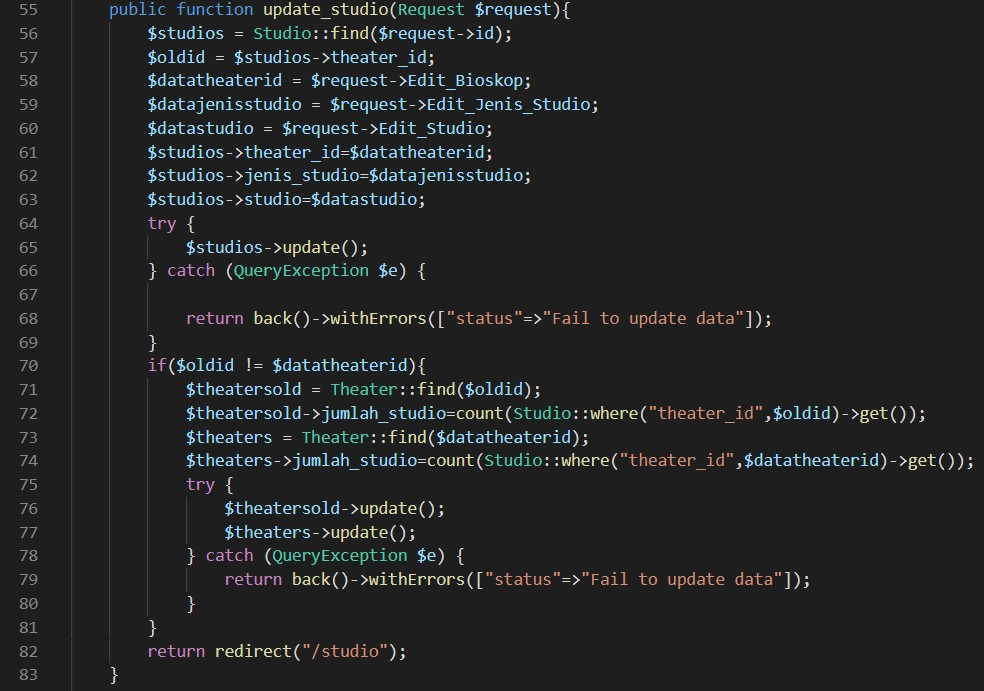 55 public function update_studio(Request $request){
56 $studios = Studio::find($request->id);
57 $oldid = $studios->theater_id;
58 $datatheaterid = $request->Edit_Bioskop;
59 $datajenisstudio = $request->Edit_Jenis_Studio;
60 $datastudio = $request->Edit_Studio;
61 $studios->theater_id=$datatheaterid;
62 $studios->jenis_studio=$datajenisstudio;
63 $studios->studio=$datastudio;
64 try {
65 $studios->update();
66 } catch (QueryException $e) {
67
68 return back()->withErrors(["status"=>"Fail to update data"]);
69 }
70 if($oldid != $datatheaterid){
71 $theatersold = Theater::find($oldid);
72 $theatersold->jumlah_studio=count(Studio::where("theater_id",$oldid)->get());
73 $theaters = Theater::find($datatheaterid);
74 $theaters->jumlah_studio=count(Studio::where("theater_id",$datatheaterid)->get());
75 try {
76 $theatersold->update();
77 $theaters->update();
78 } catch (QueryException $e) {
79 return back()->withErrors(["status"=>"Fail to update data"]);
80 }
81 }
82 return redirect("/studio");
83 }